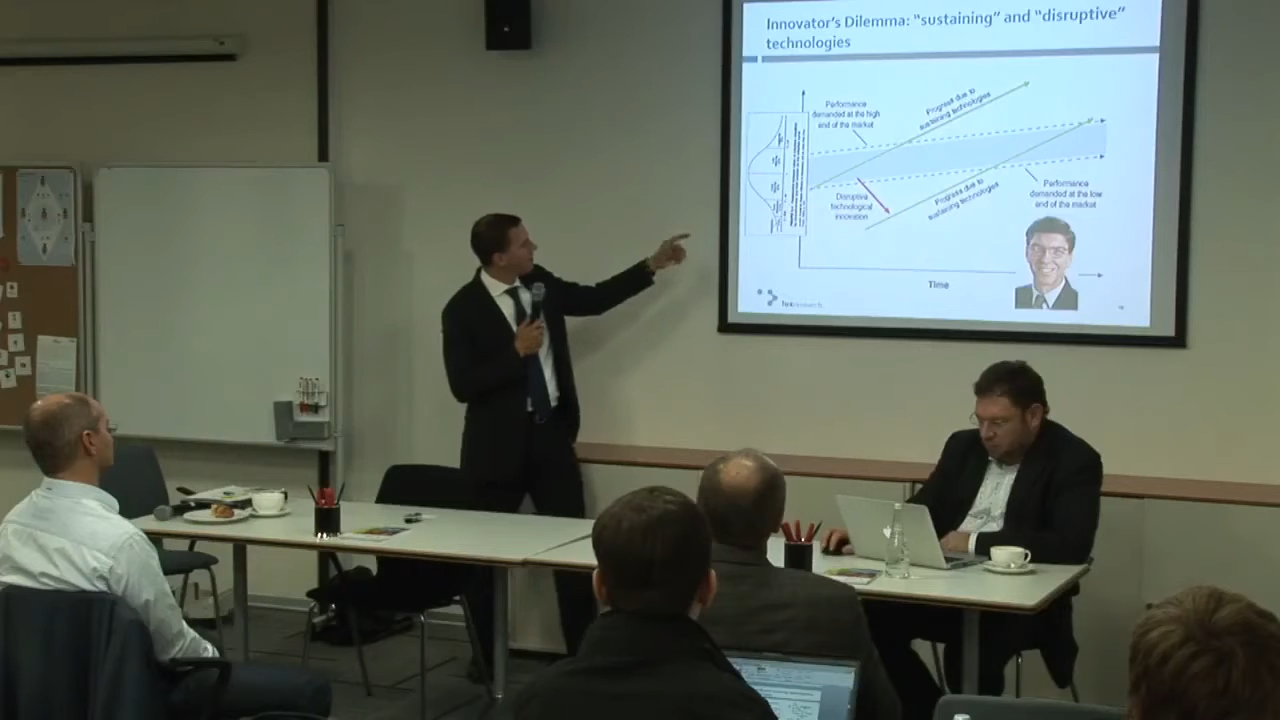 Innovator's Dilemma: "sustaining" and "disruptive"
technologies
Performance
demanded at the high
end of the market
Progress due to
sustaining technologies
Disruptive
technological
innovation
Progress due to
sustaining technologies
Performance
demanded at the low
end of the market
Time